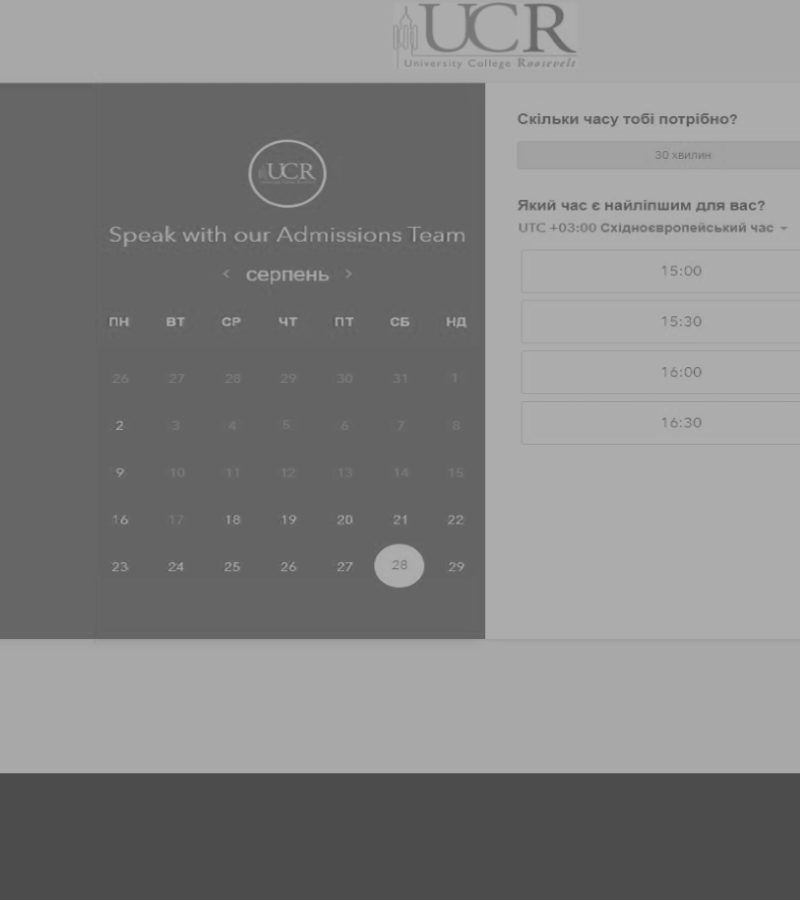 UCR
University College Roosevelt
UCR
Speak with our Admissions Team
< серпень >
ПН ВТ СР ЧТ ПТ СБ НД
26 27 28 29 30 31 1
2 3 4 5 6 7 8
9 10 11 12 13 14 15
16 17 18 19 20 21 22
23 24 25 26 27 28 29
Скільки часу тобі потрібно?
30 хвилин
Який час є найліпшим для вас?
UTC +03:00 Східноєвропейський час
15:00
15:30
16:00
16:30